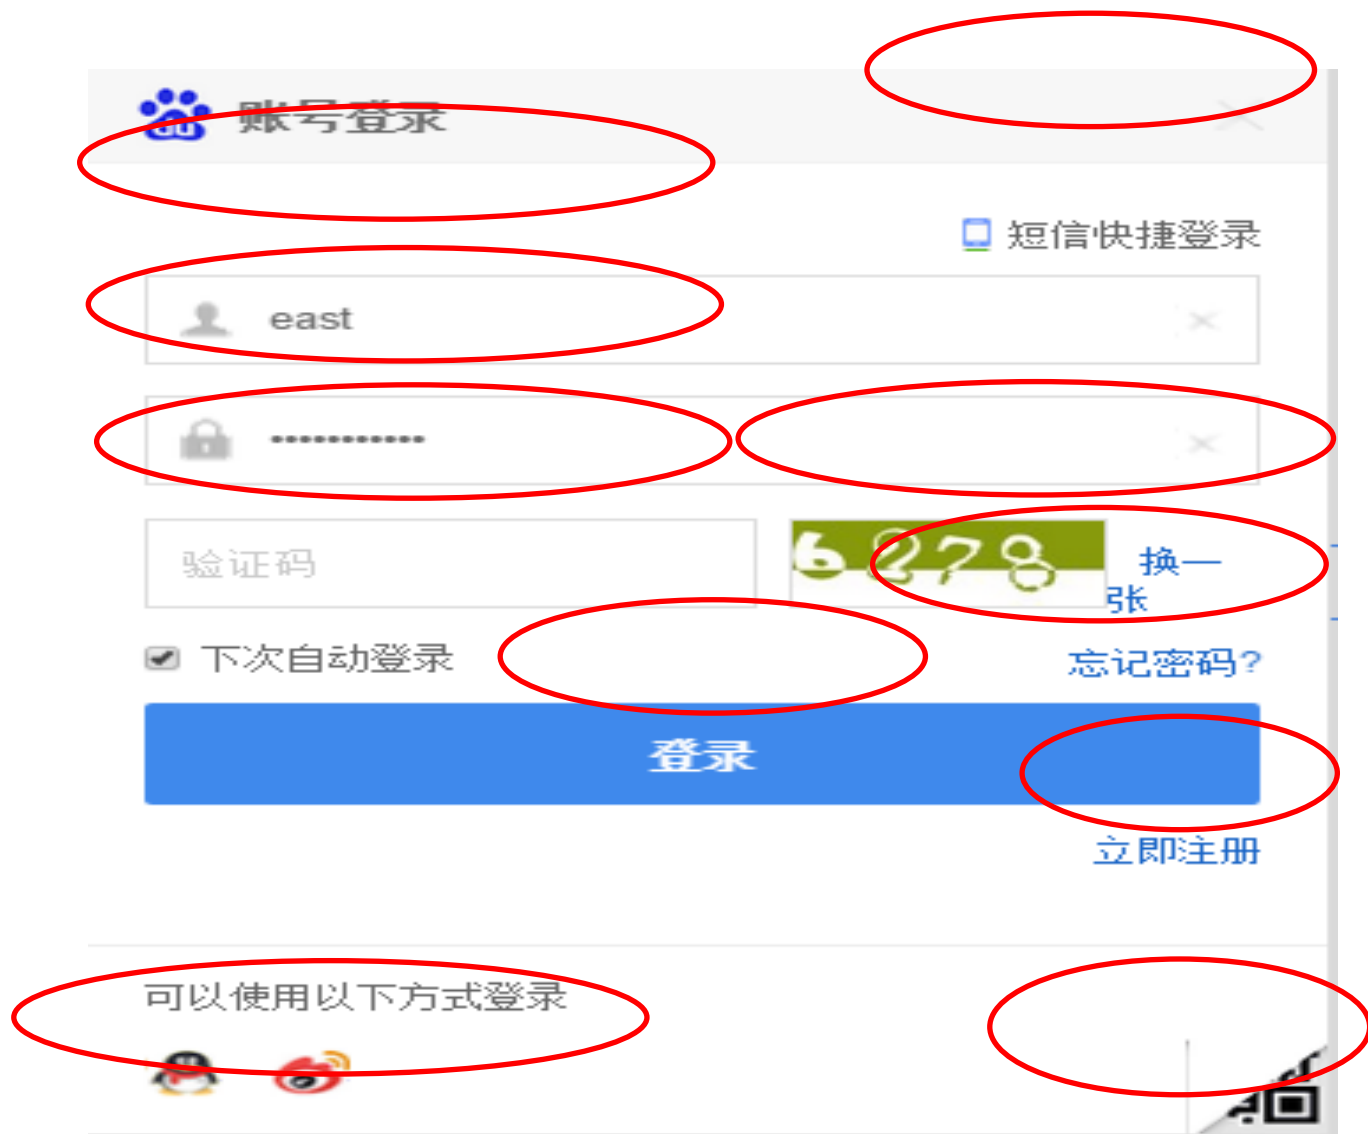 账号登录
短信快捷登录
east
•••••••••••
验证码
6278
换一
张
下次自动登录
忘记密码?
登录
立即注册
可以使用以下方式登录